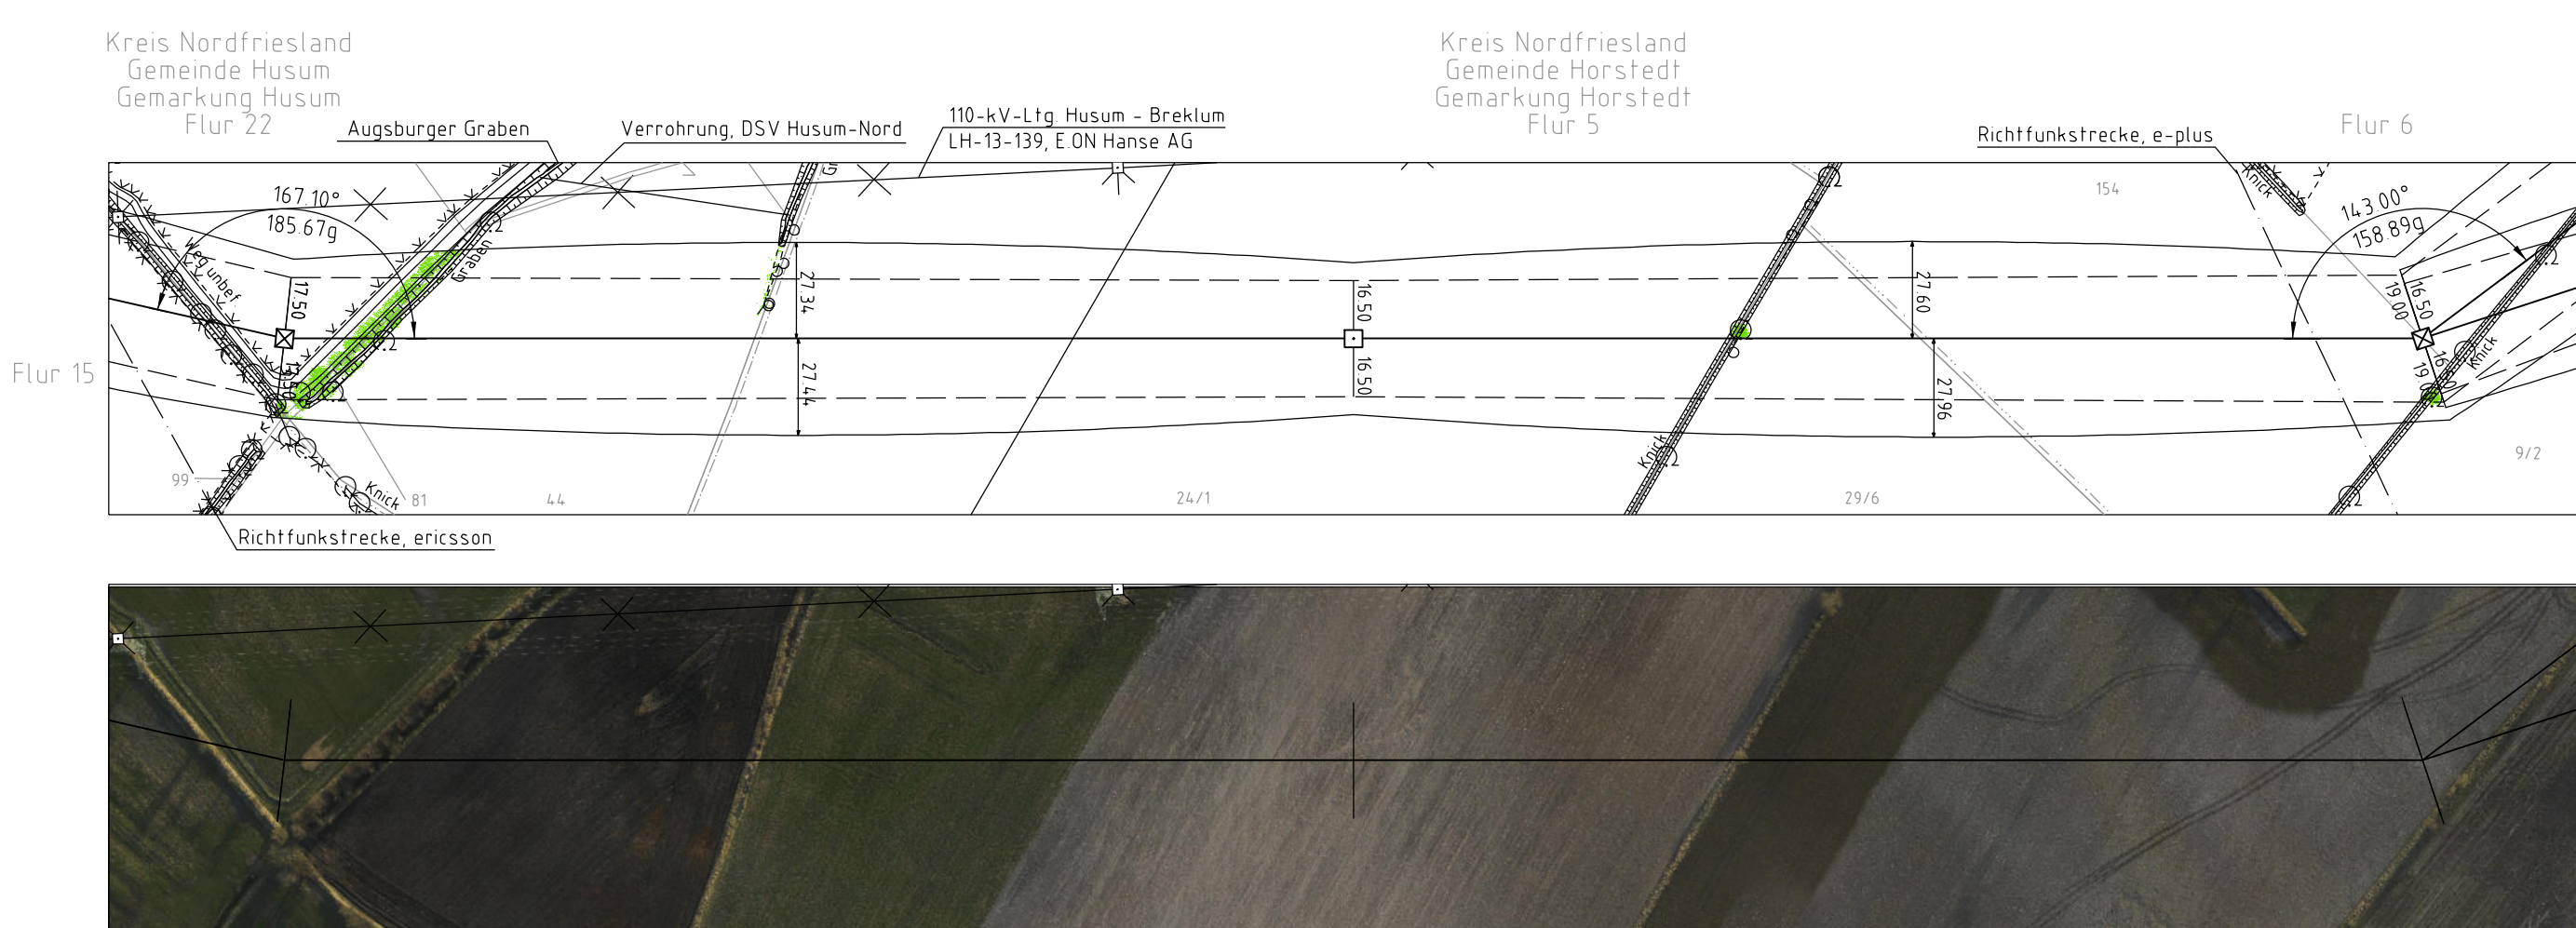 Kreis Nordfriesland
Gemeinde Husum
Gemarkung Husum
Flur 22
Kreis Nordfriesland
Gemeinde Horstedt
Gemarkung Horstedt
Flur 5
Flur 6
Augsburger Graben
Verrohrung, DSV Husum-Nord
110-kV-Ltg. Husum - Breklum
LH-13-139, E.ON Hanse AG
Richtfunkstrecke, e-plus
167.10°
185.67g
Weg unbef.
Graben
17.50
27.34
27.44
16.50
16.50
27.60
27.96
154
Knick
143.00°
158.89g
16.50
19.00
Knick
Knick
Knick
Flur 15
99
81
44
24/1
29/6
9/2
Richtfunkstrecke, ericsson